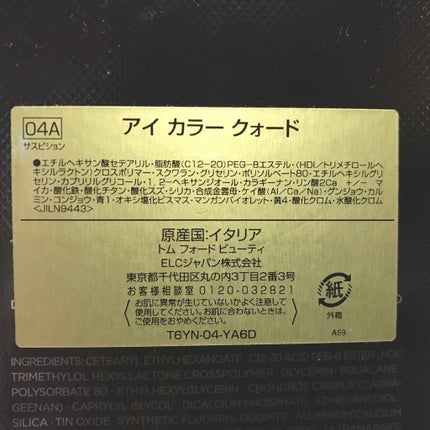 04A
サスピション
アイ カラー クォード
●エチルヘキサン酸セテアリル・脂肪酸(C12-20)PEG-8エステル・(HDI/トリメチロールヘ
キシルラクトン)クロスポリマー・スクワラン・グリセリン・ポリソルベート80・エチルヘキシルグリ
セリン・カプリリルグリコール・1,2-ヘキサンジオール・カラギーナン・リン酸2Ca +/- マ
イカ・酸化鉄・酸化チタン・酸化スズ・シリカ・合成金雲母・ケイ酸(Al/Ca/Na)・グンジョウ・カル
ミン・コンジョウ・青1・オキシ塩化ビスマス・マンガンバイオレット・黄4・酸化クロム・水酸化クロム
<JILN9443>
原産国:イタリア
トム フォード ビューティ
ELCジャパン株式会社
東京都千代田区丸の内3丁目2番3号
お客様相談室 0120-032821
お肌に異常が生じていないかよく注意して
使用してください。お肌に合わないときは、
ご使用をおやめください。
紙
外箱
T6YN-04-YA6D
A69
INGREDIENTS: CETEARYL ETHYLHEXANOATE · C12-20 ACID PEG-8 ESTER · HDI/
TRIMETHYLOL HEXYLLACTONE CROSSPOLYMER · GLYCERIN · SQUALANE
POLYSORBATE 80 · ETHYLHEXYLGLYCERIN · CHONDRUS CRISPUS (CARRA-
GEENAN) · CAPRYLYL GLYCOL · DICALCIUM PHOSPHATE · 1,2-HEXANEDIOL
SILICA · TIN OXIDE · SYNTHETIC FLUORPHLOGOPITE · ALUMINUM CALCIUM